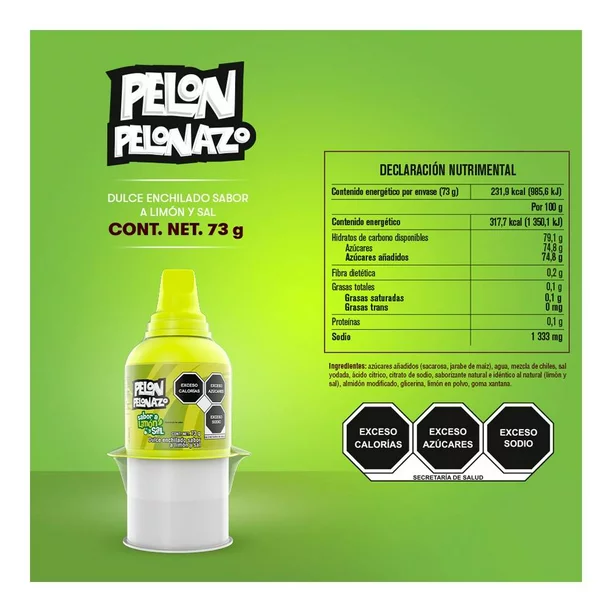 PELON
PELONAZO
DULCE ENCHILADO SABOR
A LIMÓN Y SAL
CONT. NET. 73 g
DECLARACIÓN NUTRIMENTAL
Contenido energético por envase (73 g) 231,9 kcal (985,6 kJ)
Por 100 g
Contenido energético 317,7 kcal (1 350,1 kJ)
Hidratos de carbono disponibles 79,1 g
Azúcares 74,8 g
Azúcares añadidos 74,8 g
Fibra dietética 0,2 g
Grasas totales 0,1 g
Grasas saturadas 0,1 g
Grasas trans 0 mg
Proteínas 0,1 g
Sodio 1 333 mg
Ingredientes: azúcares añadidos (sacarosa, jarabe de maíz), agua, mezcla de chiles, sal
yodada, ácido cítrico, citrato de sodio, saborizante natural e idéntico al natural (limón y
sal), almidón modificado, glicerina, limón en polvo, goma xantana.
EXCESO
CALORÍAS
EXCESO
AZÚCARES
EXCESO
SODIO
SECRETARÍA DE SALUD
PELON
PELONAZO
sabor a
limón
y SAL
CONT. NET. 73 g
Dulce enchilado sabor
a limón y sal
EXCESO
CALORÍAS
EXCESO
AZÚCARES
EXCESO
SODIO